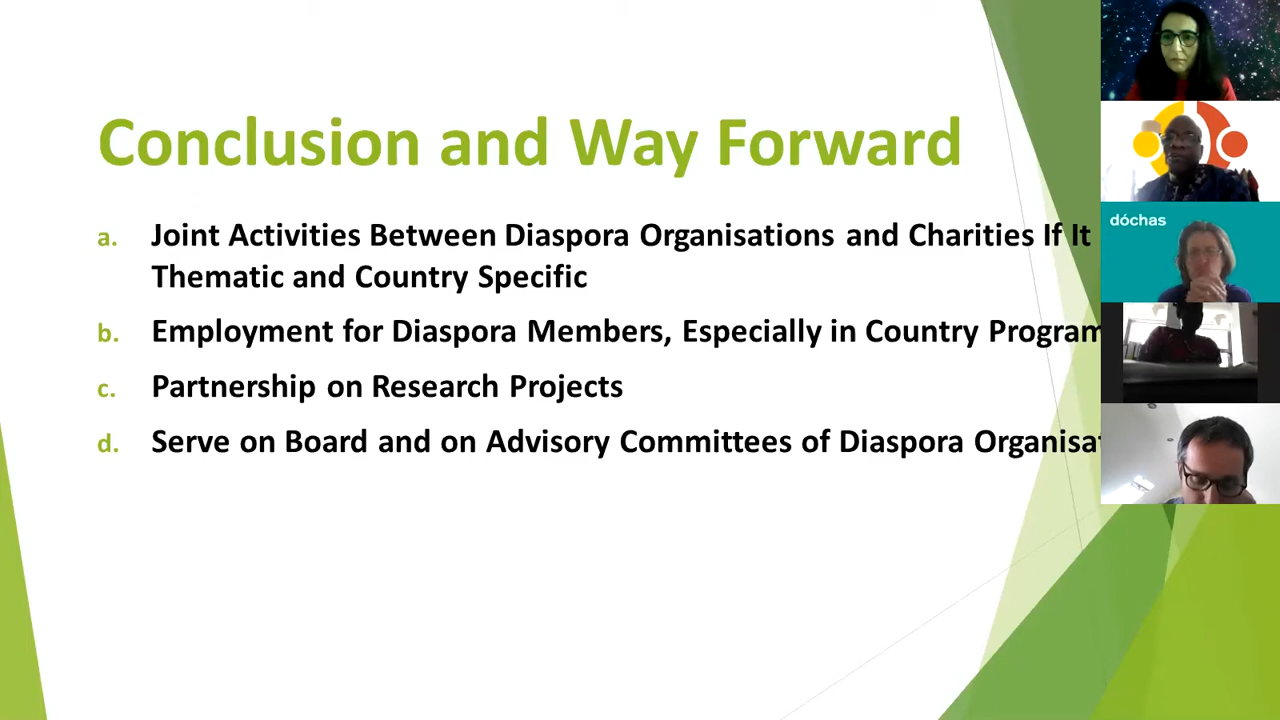 Conclusion and Way Forward
a. Joint Activities Between Diaspora Organisations and Charities If It
Thematic and Country Specific
b. Employment for Diaspora Members, Especially in Country Program
c. Partnership on Research Projects
d. Serve on Board and on Advisory Committees of Diaspora
dóchas